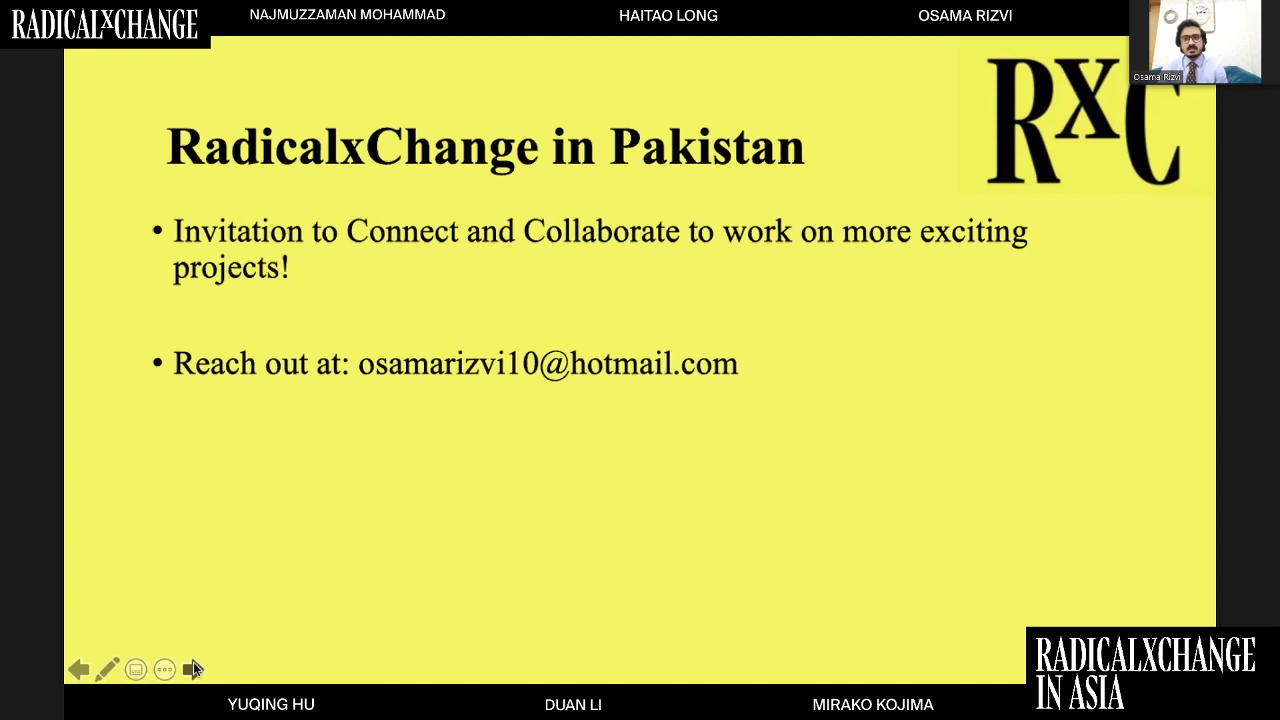 RADICALXCHANGE
NAJMUZZAMAN MOHAMMAD
HAITAO LONG
OSAMA RIZVI
Osama Rizvi
RXC
RadicalxChange in Pakistan
• Invitation to Connect and Collaborate to work on more exciting
projects!
• Reach out at: osamarizvi10@hotmail.com
RADICALXCHANGE
IN ASIA
YUQING HU
DUAN LI
MIRAKO KOJIMA